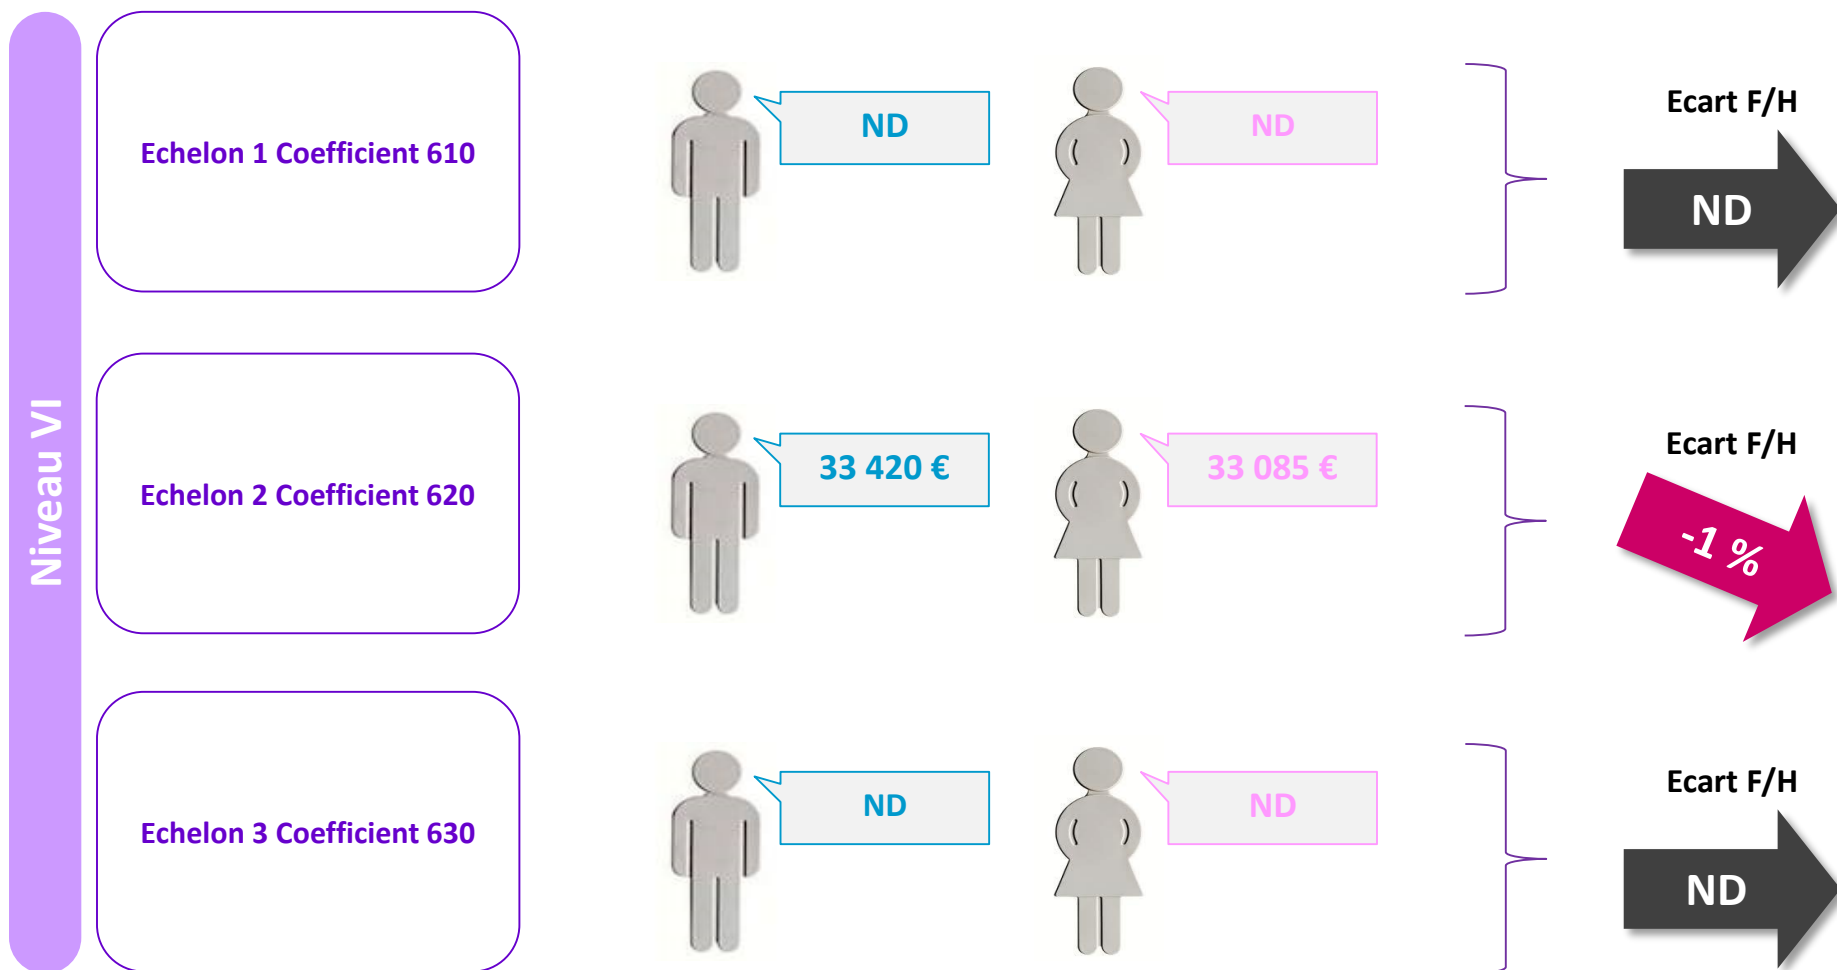 Niveau VI
Echelon 1 Coefficient 610
ND
ND
Ecart F/H
ND
Echelon 2 Coefficient 620
33 420 €
33 085 €
Ecart F/H
-1 %
Echelon 3 Coefficient 630
ND
ND
Ecart F/H
ND